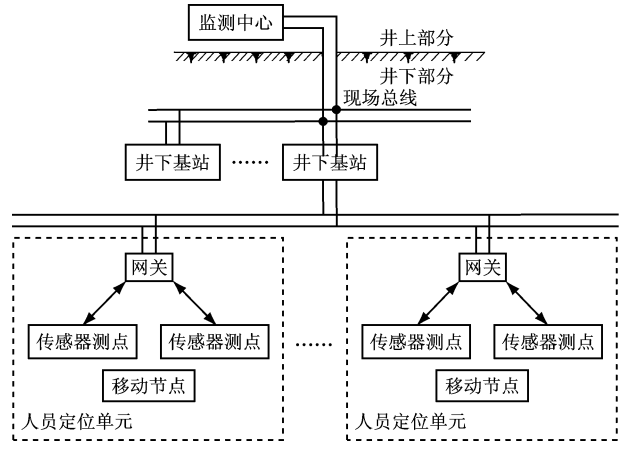 监测中心
井上部分
井下部分
现场总线
井下基站 …… 井下基站
网关 网关
传感器测点 传感器测点 …… 传感器测点 传感器测点
移动节点 移动节点
人员定位单元 人员定位单元